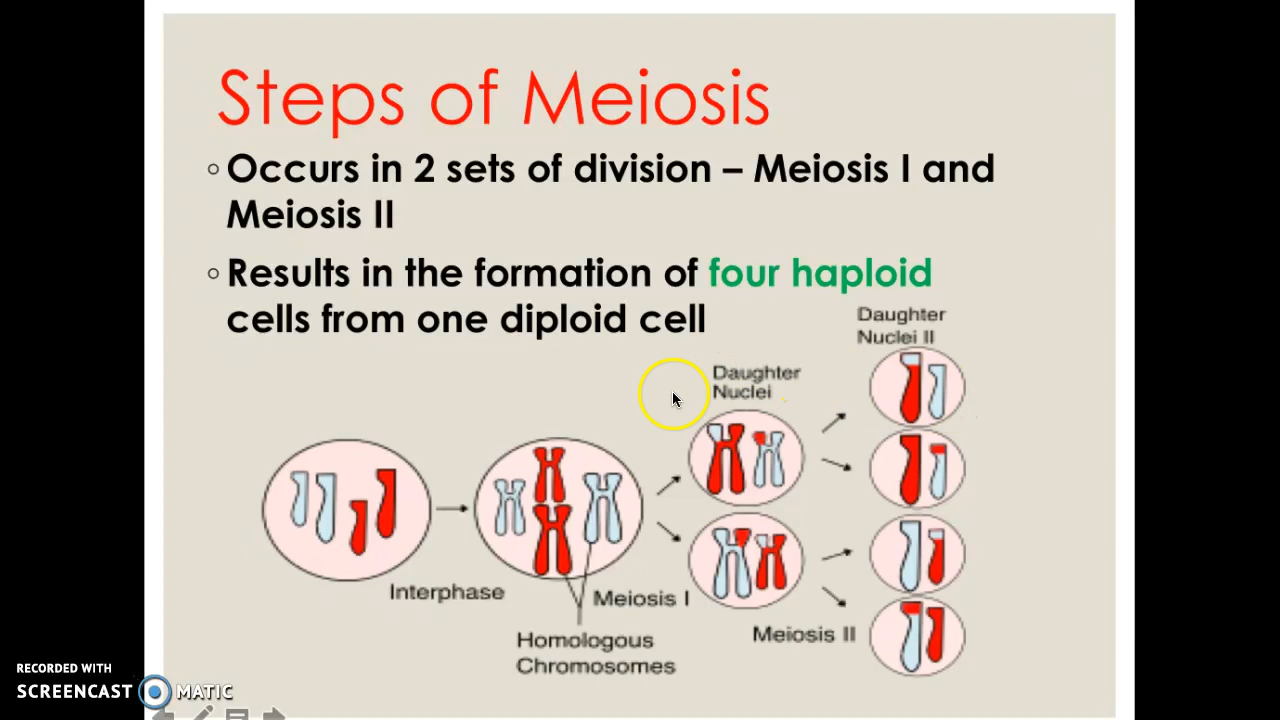 Steps of Meiosis
Occurs in 2 sets of division – Meiosis I and
Meiosis II
Results in the formation of four haploid
cells from one diploid cell
Daughter
Nuclei II
Daughter
Nuclei
Interphase
Meiosis I
Meiosis II
Homologous
Chromosomes
RECORDED WITH
SCREENCAST MATIC